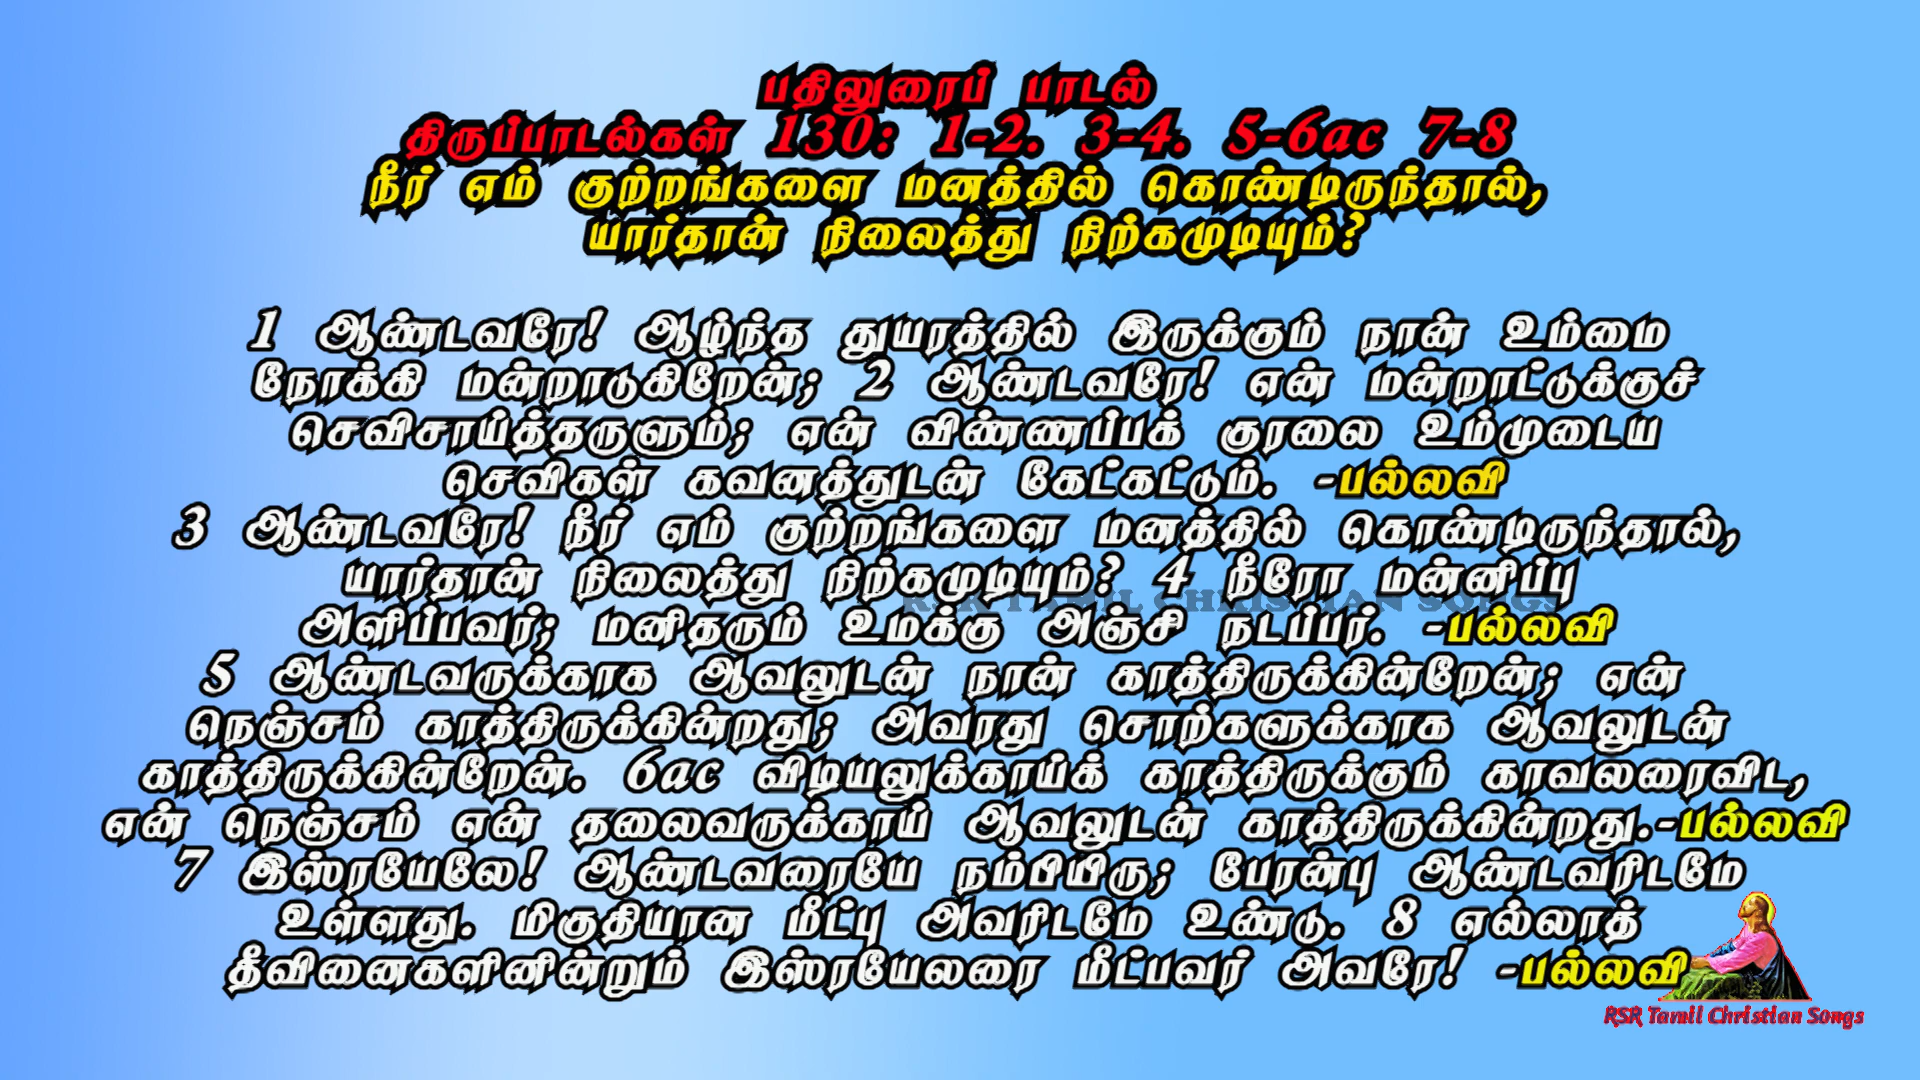 பதிலுரைப் பாடல்
திருப்பாடல்கள் 130: 1-2. 3-4. 5-6ac 7-8
நீர் எம் குற்றங்களை மனத்தில் கொண்டிருந்தால்,
யார்தான் நிலைத்து நிற்கமுடியும்?
1 ஆண்டவரே! ஆழ்ந்த துயரத்தில் இருக்கும் நான் உம்மை
நோக்கி மன்றாடுகிறேன்; 2 ஆண்டவரே! என் மன்றாட்டுக்குச்
செவிசாய்த்தருளும்; என் விண்ணப்பக் குரலை உம்முடைய
செவிகள் கவனத்துடன் கேட்கட்டும். -பல்லவி
3 ஆண்டவரே! நீர் எம் குற்றங்களை மனத்தில் கொண்டிருந்தால்,
யார்தான் நிலைத்து நிற்கமுடியும்? 4 நீரோ மன்னிப்பு
RSR TAMIL CHRISTIAN SONGS
அளிப்பவர்; மனிதரும் உமக்கு அஞ்சி நடப்பர். -பல்லவி
5 ஆண்டவருக்காக ஆவலுடன் நான் காத்திருக்கின்றேன்; என்
நெஞ்சம் காத்திருக்கின்றது; அவரது சொற்களுக்காக ஆவலுடன்
காத்திருக்கின்றேன். 6ac விடியலுக்காய்க் காத்திருக்கும் காவலரைவிட,
என் நெஞ்சம் என் தலைவருக்காய் ஆவலுடன் காத்திருக்கின்றது.-பல்லவி
7 இஸ்ரயேலே! ஆண்டவரையே நம்பியிரு; பேரன்பு ஆண்டவரிடமே
உள்ளது. மிகுதியான மீட்பு அவரிடமே உண்டு. 8 எல்லாத்
தீவினைகளினின்றும் இஸ்ரயேலரை மீட்பவர் அவரே! -பல்லவி
RSR Tamil Christian Songs